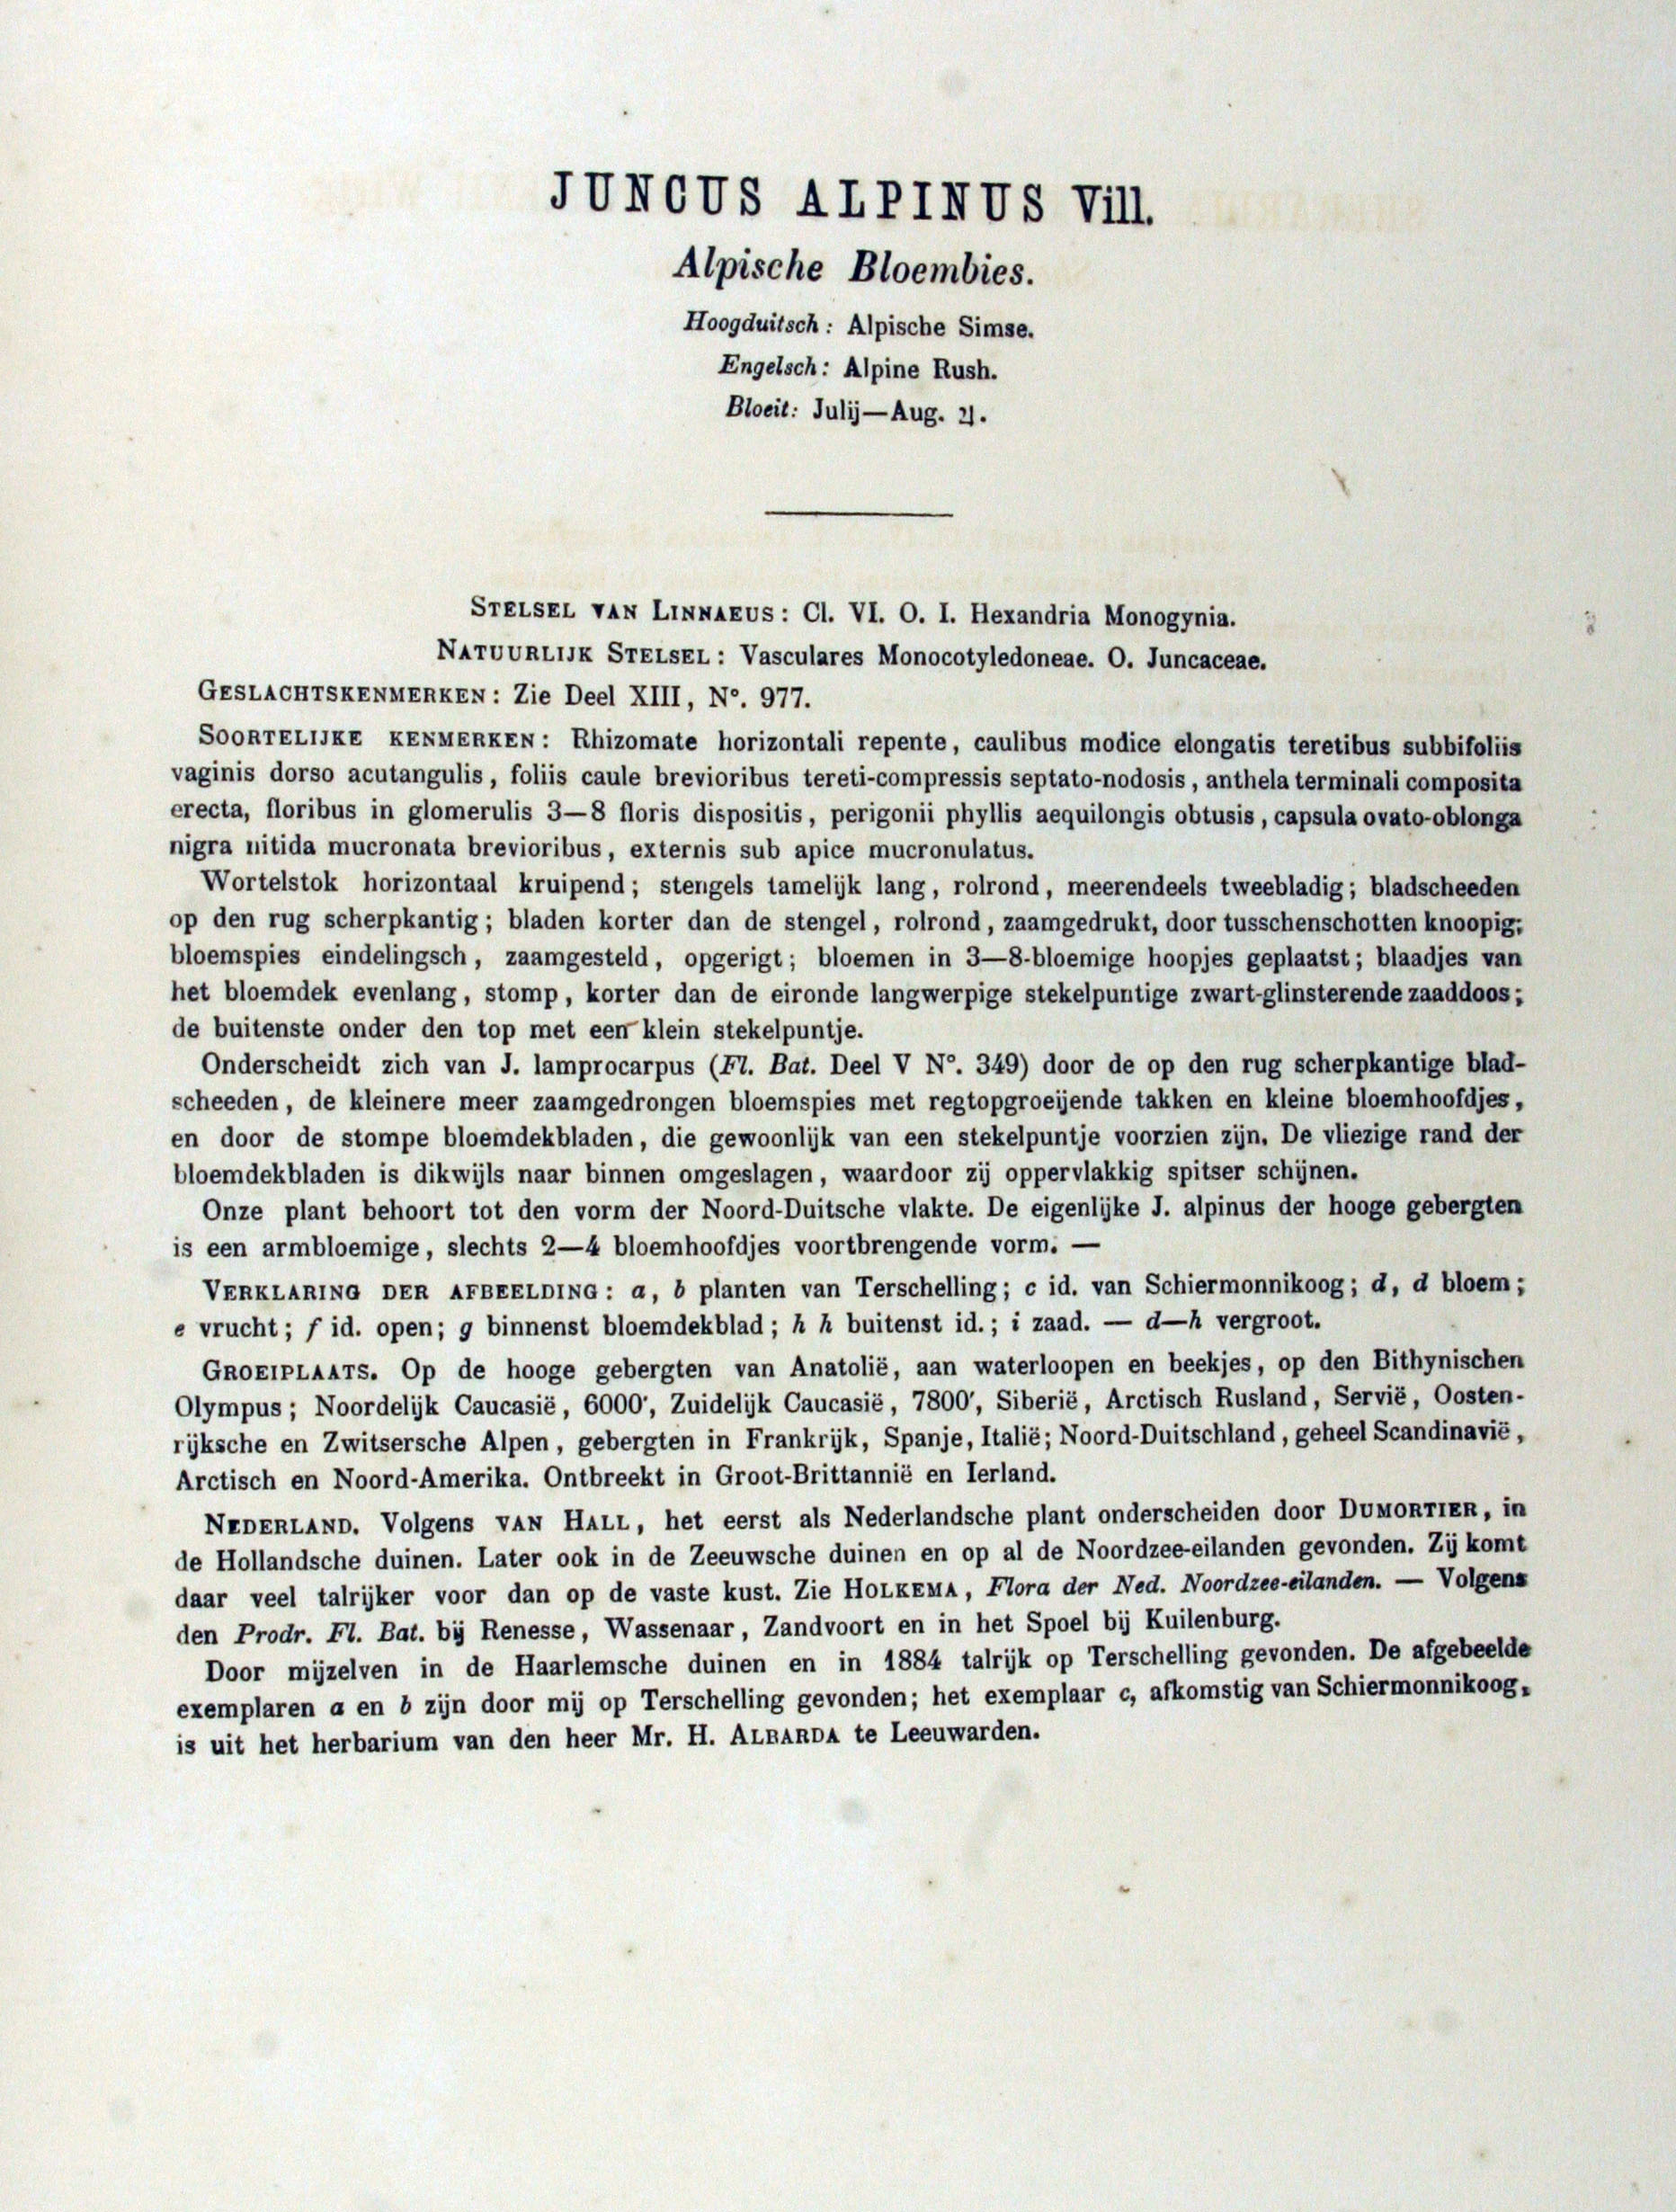 JUNCUS ALPINUS Vill.
Alpische Bloembies.
Hoogduitsch: Alpische Simse.
Engelsch: Alpine Rush.
Bloeit: Julij—Aug. ♃.
STELSEL VAN LINNAEUS: Cl. VI. O. I. Hexandria Monogynia.
NATUURLIJK STELSEL: Vasculares Monocotyledoneae. O. Juncaceae.
GESLACHTSKENMERKEN: Zie Deel XIII, N°. 977.
SOORTELIJKE KENMERKEN: Rhizomate horizontali repente, caulibus modice elongatis teretibus subbifoliis
vaginis dorso acutangulis, foliis caule brevioribus tereti-compressis septato-nodosis, anthela terminali composita
erecta, floribus in glomerulis 3—8 floris dispositis, perigonii phyllis aequilongis obtusis, capsula ovato-oblonga
nigra nitida mucronata brevioribus, externis sub apice mucronulatus.
Wortelstok horizontaal kruipend; stengels tamelijk lang, rolrond, meerendeels tweebladig; bladscheeden
op den rug scherpkantig; bladen korter dan de stengel, rolrond, zaamgedrukt, door tusschenschotten knoopig;
bloemspies eindelingsch, zaamgesteld, opgerigt; bloemen in 3—8-bloemige hoopjes geplaatst; blaadjes van
het bloemdek evenlang, stomp, korter dan de eironde langwerpige stekelpuntige zwart-glinsterende zaaddoos;
de buitenste onder den top met een klein stekelpuntje.
Onderscheidt zich van J. lamprocarpus (Fl. Bat. Deel V N°. 349) door de op den rug scherpkantige blad-
scheeden, de kleinere meer zaamgedrongen bloemspies met regtopgroeijende takken en kleine bloemhoofdjes,
en door de stompe bloemdekbladen, die gewoonlijk van een stekelpuntje voorzien zijn. De vliezige rand der
bloemdekbladen is dikwijls naar binnen omgeslagen, waardoor zij oppervlakkig spitser schijnen.
Onze plant behoort tot den vorm der Noord-Duitsche vlakte. De eigenlijke J. alpinus der hooge gebergten
is een armbloemige, slechts 2—4 bloemhoofdjes voortbrengende vorm. —
VERKLARING DER AFBEELDING: a, b planten van Terschelling; c id. van Schiermonnikoog; d, d bloem;
e vrucht; f id. open; g binnenst bloemdekblad; h h buitenst id.; i zaad. — d—h vergroot.
GROEIPLAATS. Op de hooge gebergten van Anatolië, aan waterloopen en beekjes, op den Bithynischen
Olympus; Noordelijk Caucasië, 6000', Zuidelijk Caucasië, 7800', Siberië, Arctisch Rusland, Servië, Oosten-
rijksche en Zwitsersche Alpen, gebergten in Frankrijk, Spanje, Italië; Noord-Duitschland, geheel Scandinavië,
Arctisch en Noord-Amerika. Ontbreekt in Groot-Brittannië en Ierland.
NEDERLAND. Volgens VAN HALL, het eerst als Nederlandsche plant onderscheiden door DUMORTIER, in
de Hollandsche duinen. Later ook in de Zeeuwsche duinen en op al de Noordzee-eilanden gevonden. Zij komt
daar veel talrijker voor dan op de vaste kust. Zie HOLKEMA, Flora der Ned. Noordzee-eilanden. — Volgens
den Prodr. Fl. Bat. bij Renesse, Wassenaar, Zandvoort en in het Spoel bij Kuilenburg.
Door mijzelven in de Haarlemsche duinen en in 1884 talrijk op Terschelling gevonden. De afgebeelde
exemplaren a en b zijn door mij op Terschelling gevonden; het exemplaar c, afkomstig van Schiermonnikoog,
is uit het herbarium van den heer Mr. H. ALBARDA te Leeuwarden.